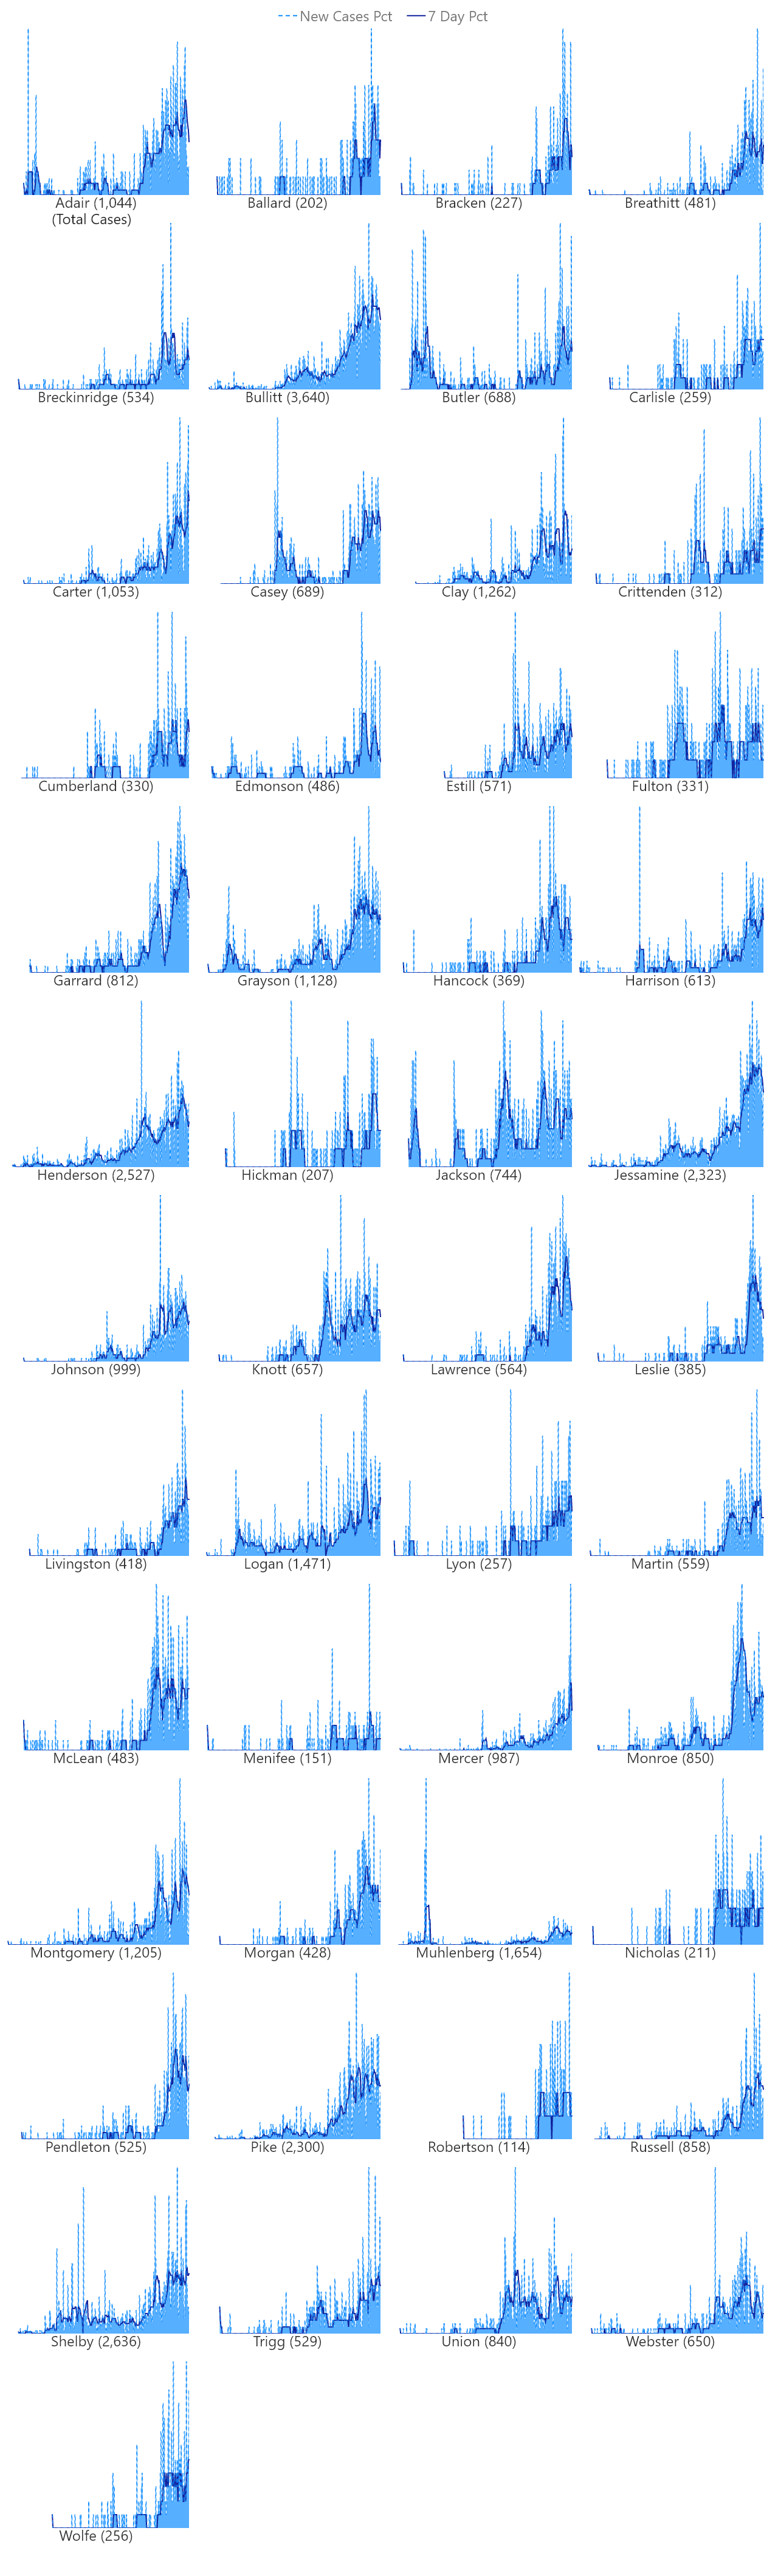 New Cases Pct 7 Day Pct
Adair (1,044) Ballard (202) Bracken (227) Breathitt (481)
(Total Cases)
Breckinridge (534) Bullitt (3,640) Butler (688) Carlisle (259)
Carter (1,053) Casey (689) Clay (1,262) Crittenden (312)
Cumberland (330) Edmonson (486) Estill (571) Fulton (331)
Garrard (812) Grayson (1,128) Hancock (369) Harrison (613)
Henderson (2,527) Hickman (207) Jackson (744) Jessamine (2,323)
Johnson (999) Knott (657) Lawrence (564) Leslie (385)
Livingston (418) Logan (1,471) Lyon (257) Martin (559)
McLean (483) Menifee (151) Mercer (987) Monroe (850)
Montgomery (1,205) Morgan (428) Muhlenberg (1,654) Nicholas (211)
Pendleton (525) Pike (2,300) Robertson (114) Russell (858)
Shelby (2,636) Trigg (529) Union (840) Webster (650)
Wolfe (256)